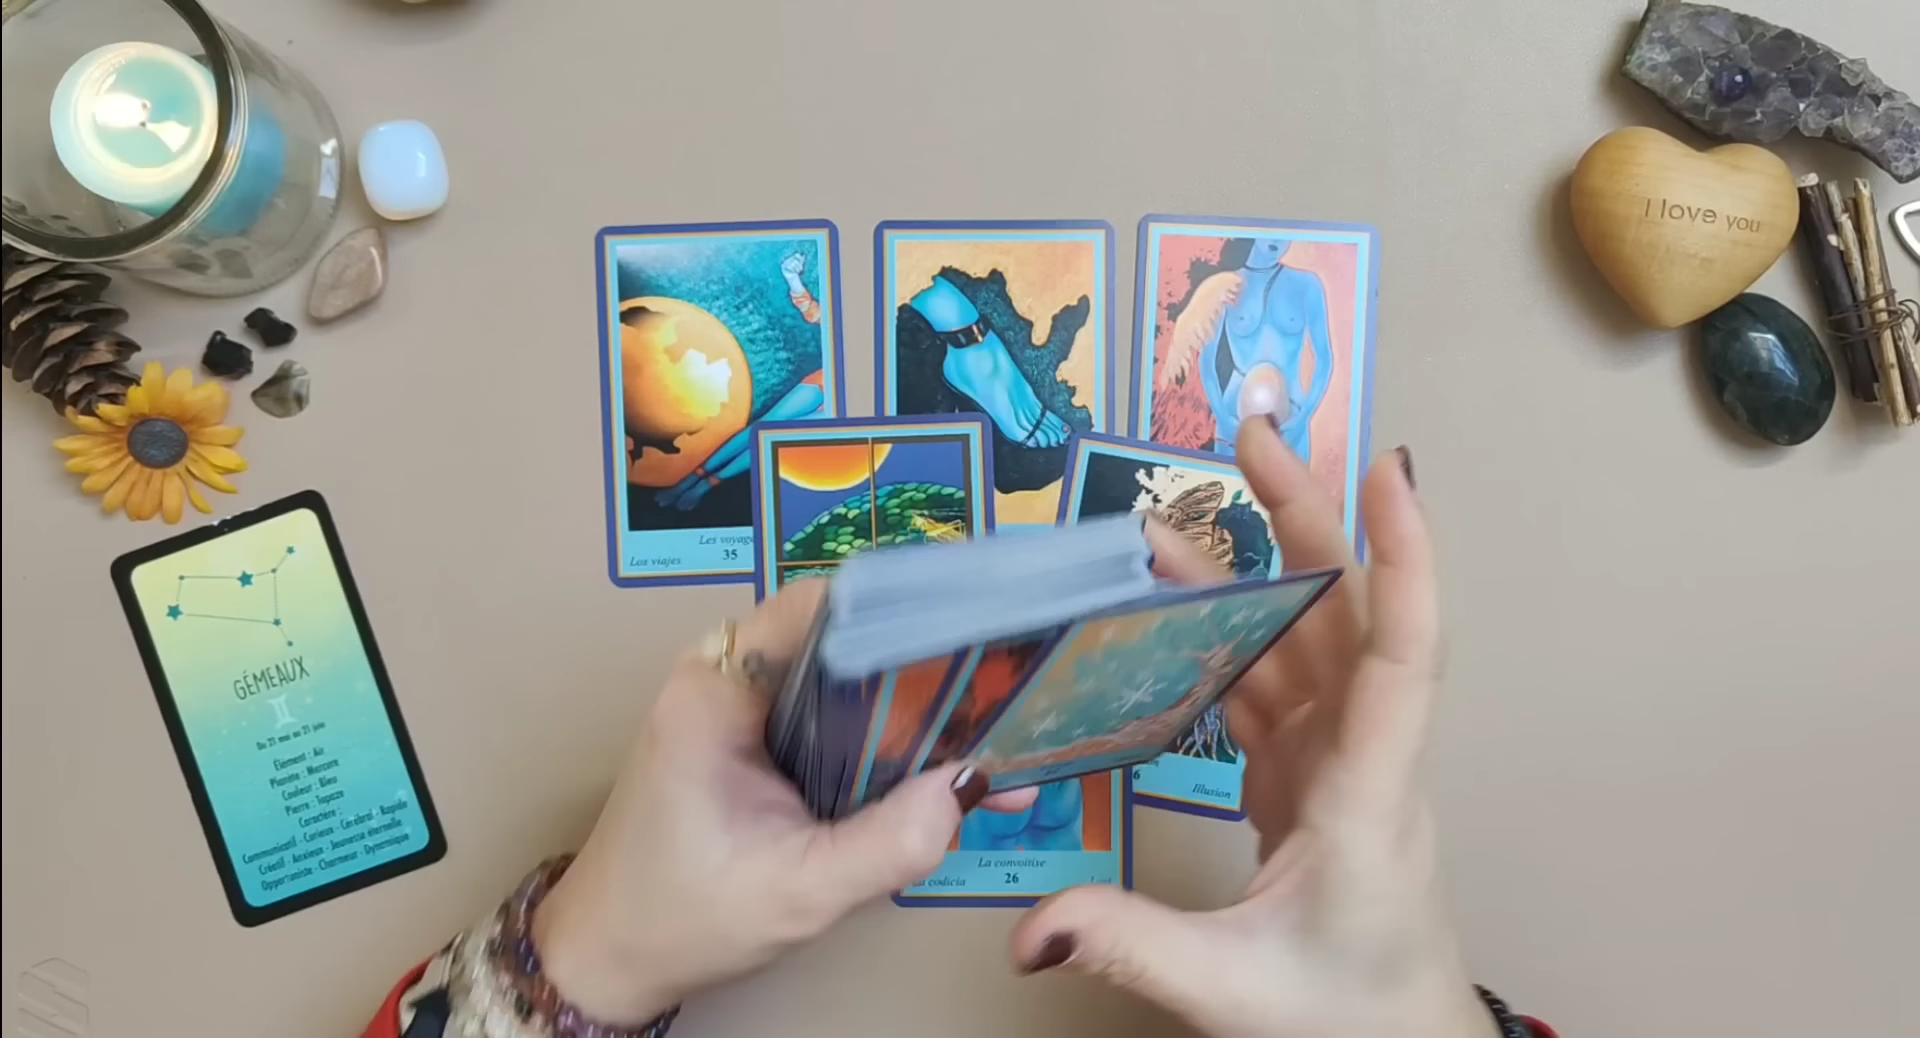 I love you
Les voyag
Los viajes
35
GÉMEAUX
Du 21 mai au 21 juin
Élément : Air
Planète : Mercure
Couleur : Bleu
Pierre : Topaze
Caractère :
Communicatif - Curieux - Cérébral - Rapide
Créatif - Anxieux - Jeunesse éternelle
Opportuniste - Charmeur - Dynamique
6
Illusion
La convoitise
codicia
26